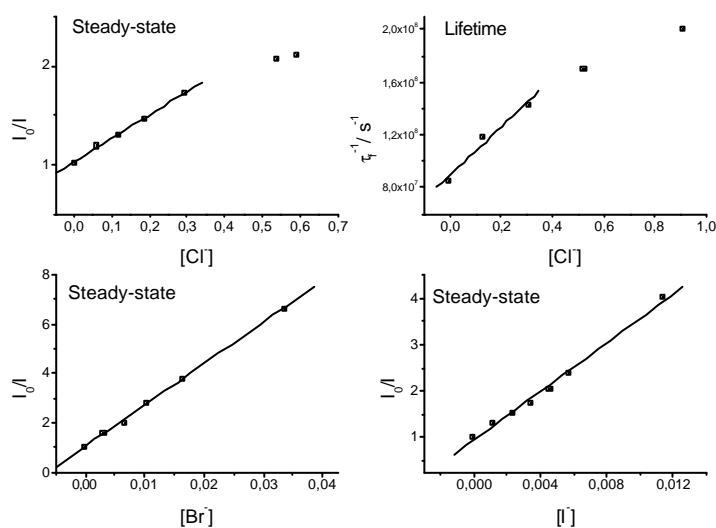 Steady-state
I₀/I
2
1
0,0 0,1 0,2 0,3 0,4 0,5 0,6 0,7
[Cl⁻]
Lifetime
τf⁻¹/ s⁻¹
2,0x10⁸
1,6x10⁸
1,2x10⁸
8,0x10⁷
0,0 0,2 0,4 0,6 0,8 1,0
[Cl⁻]
Steady-state
I₀/I
8
6
4
2
0
0,00 0,01 0,02 0,03 0,04
[Br⁻]
Steady-state
I₀/I
4
3
2
1
0,000 0,004 0,008 0,012
[I⁻]